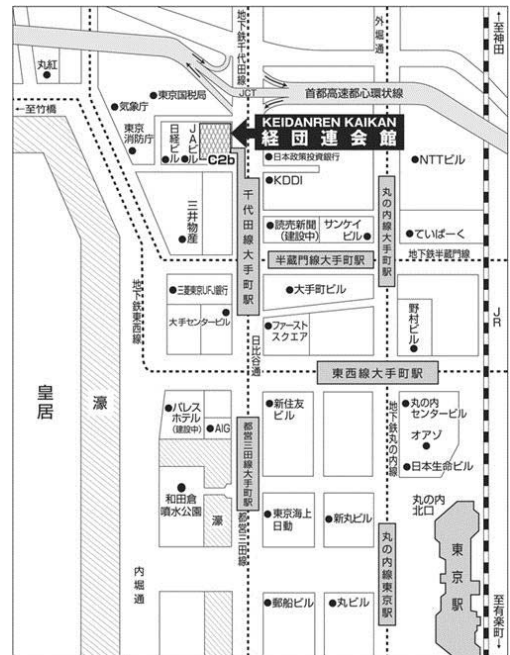 地下鉄千代田線
外堀通
←至神田
丸紅
東京国税局
JCT
首都高速都心環状線
←至竹橋
気象庁
東京
消防庁
日経ビル
JAビル
C2b
KEIDANREN KAIKAN
経団連会館
日本政策投資銀行
KDDI
NTTビル
丸の内線大手町駅
千代田線大手町駅
三井物産
読売新聞
(建設中)
サンケイ
ビル
ていぱーく
半蔵門線大手町駅
地下鉄半蔵門線
地下鉄東西線
三菱東京UFJ銀行
大手センタービル
大手町ビル
ファースト
スクエア
野村ビル
JR
日比谷通
東西線大手町駅
皇居
濠
パレス
ホテル
(建設中)
AIG
新住友
ビル
地下鉄丸の内線
丸の内
センタービル
オアゾ
日本生命ビル
都営三田線大手町駅
和田倉
噴水公園
濠
都営三田線
東京海上
日動
新丸ビル
丸の内
北口
丸の内線東京駅
東京駅
内堀通
郵船ビル
丸ビル
至有楽町→